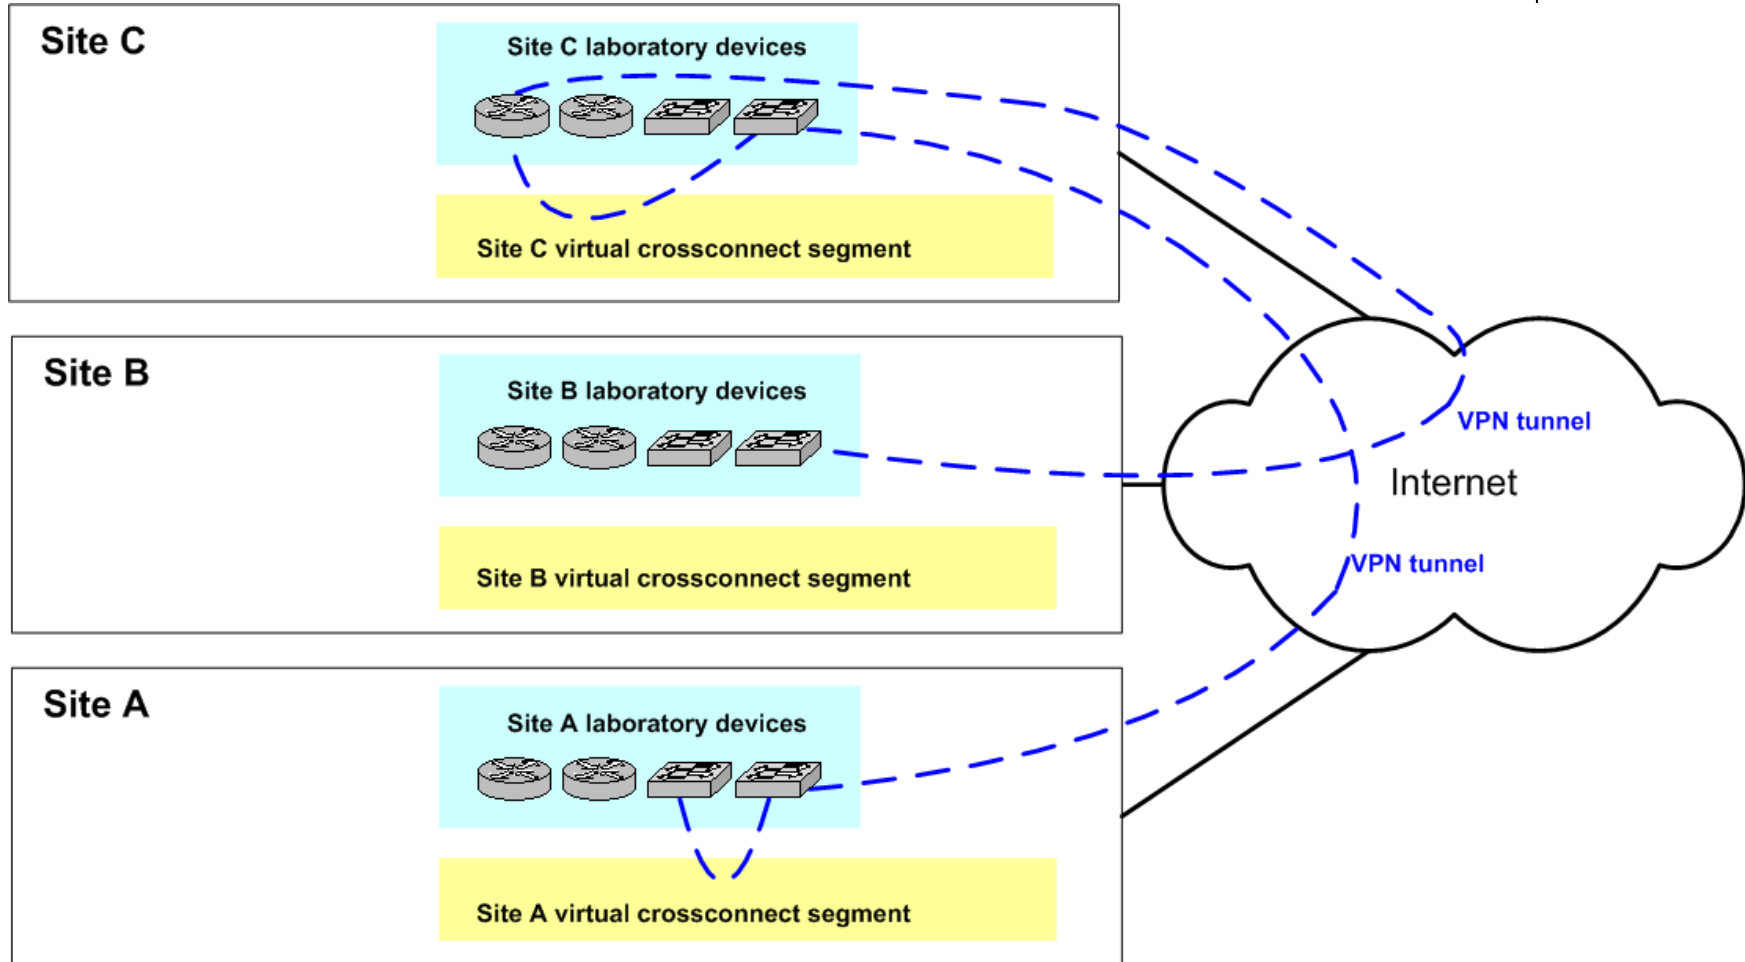 Site C
Site C laboratory devices
Site C virtual crossconnect segment
Site B
Site B laboratory devices
Site B virtual crossconnect segment
VPN tunnel
Internet
VPN tunnel
Site A
Site A laboratory devices
Site A virtual crossconnect segment